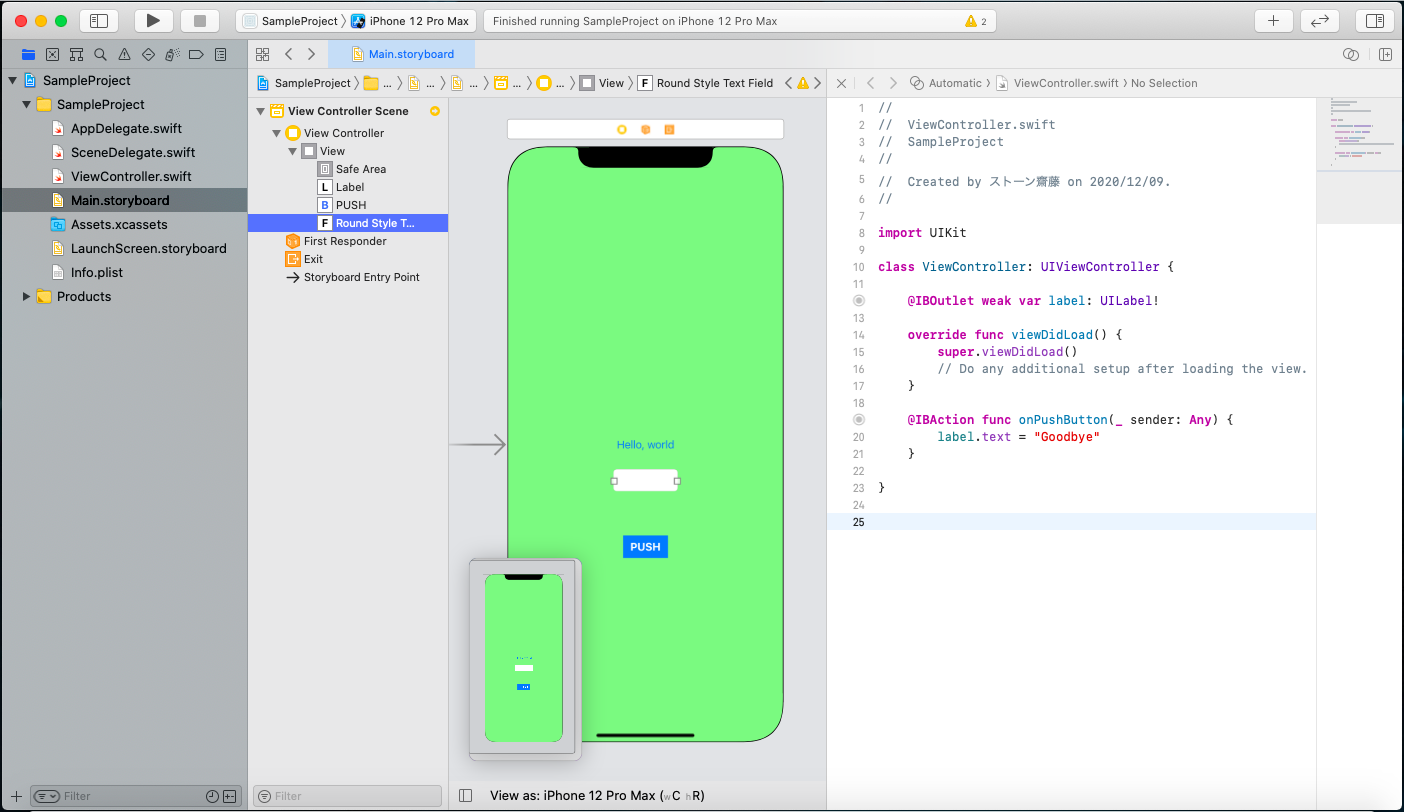 SampleProject
iPhone 12 Pro Max
Finished running SampleProject on iPhone 12 Pro Max
2
Main.storyboard
SampleProject
SampleProject
AppDelegate.swift
SceneDelegate.swift
ViewController.swift
Main.storyboard
Assets.xcassets
LaunchScreen.storyboard
Info.plist
Products
Filter
SampleProject
...
...
...
...
...
View
F
Round Style Text Field
View Controller Scene
View Controller
View
Safe Area
L Label
B PUSH
F Round Style T...
First Responder
Exit
Storyboard Entry Point
Filter
Hello, world
PUSH
View as: iPhone 12 Pro Max (wC hR)
Automatic
ViewController.swift
No Selection
1 //
2 //  ViewController.swift
3 //  SampleProject
4 //
5 //  Created by ストーン齋藤 on 2020/12/09.
6 //
7
8 import UIKit
9
10 class ViewController: UIViewController {
11
@IBOutlet weak var label: UILabel!
13
14 override func viewDidLoad() {
15 super.viewDidLoad()
16 // Do any additional setup after loading the view.
17 }
18
@IBAction func onPushButton(_ sender: Any) {
20 label.text = "Goodbye"
21 }
22
23 }
24
25